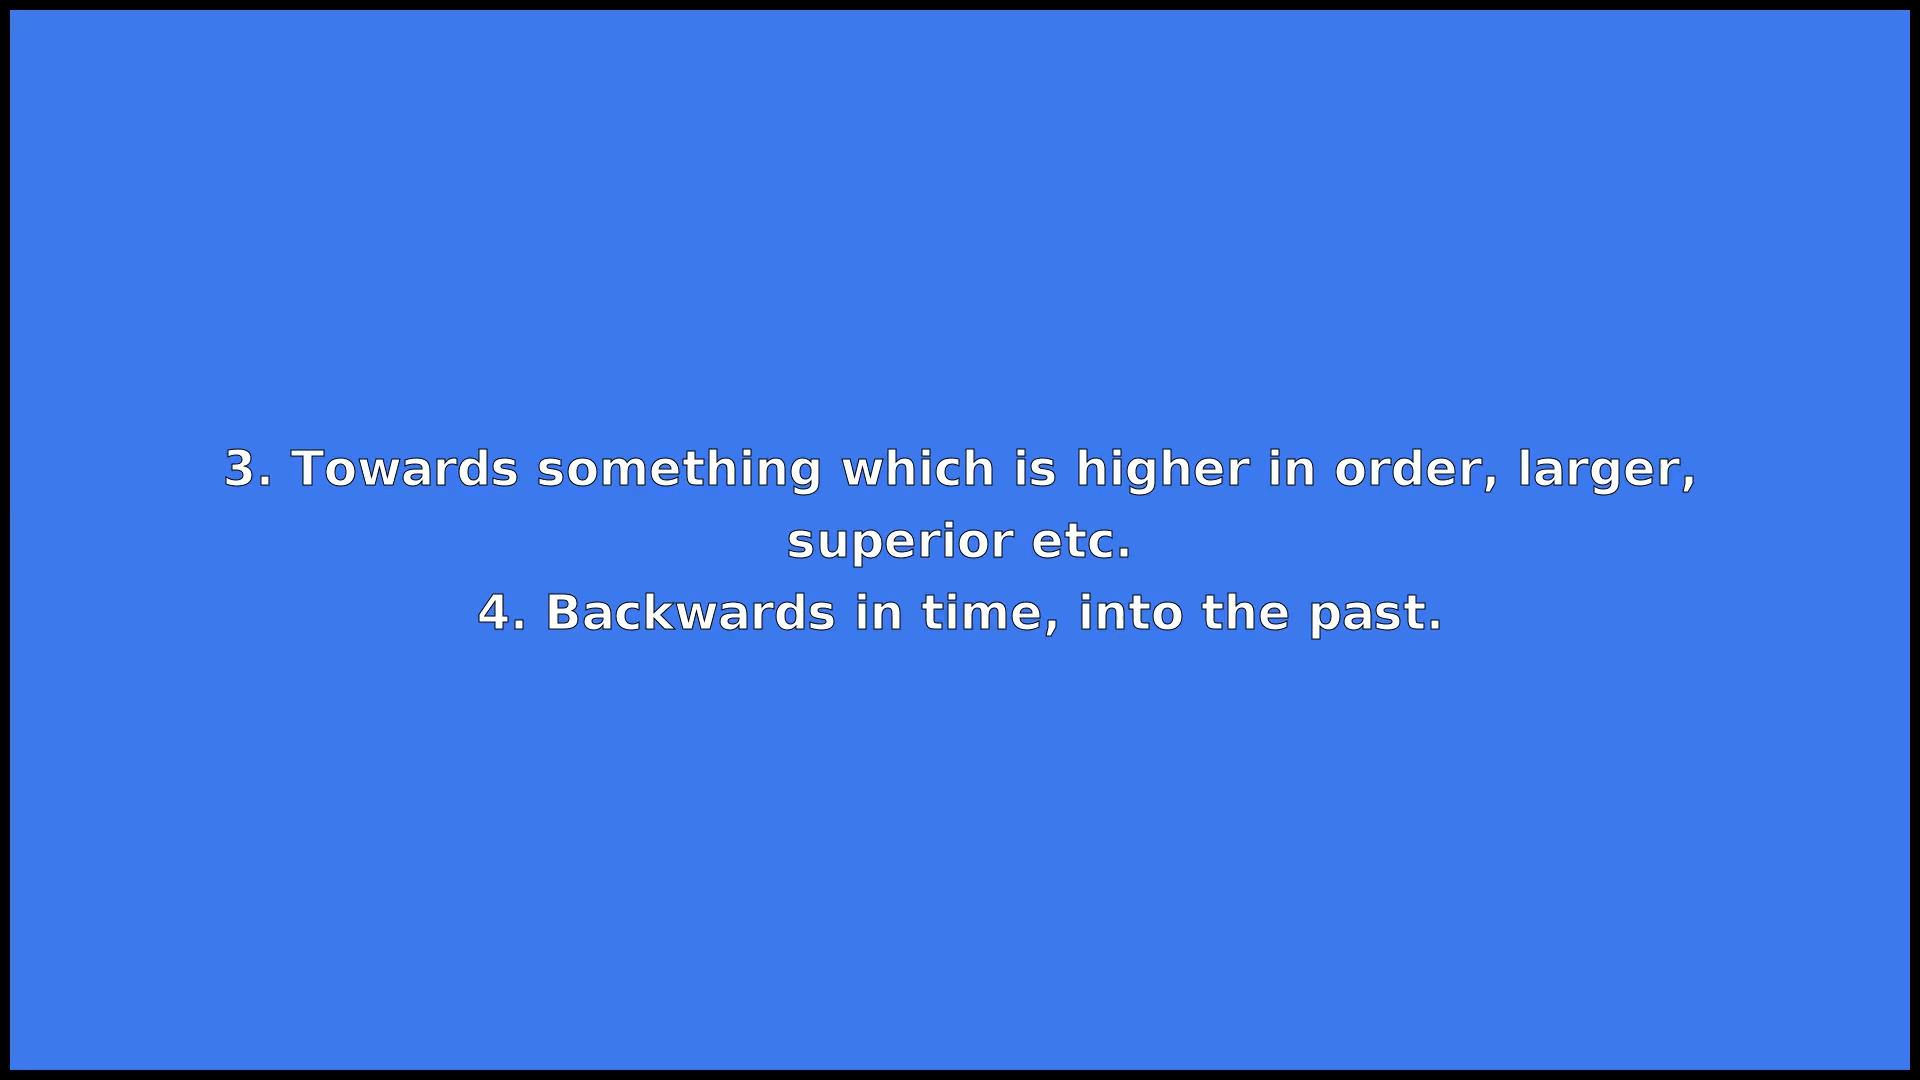 3. Towards something which is higher in order, larger,
superior etc.
4. Backwards in time, into the past.